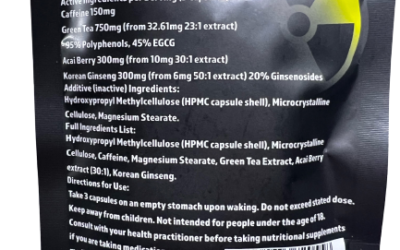 Active Ingredients per
Caffeine 150mg
Green Tea 750mg (from 32.61mg 23:1 extract)
*95% Polyphenols, 45% EGCG
Acai Berry 300mg (from 10mg 30:1 extract)
Korean Ginseng 300mg (from 6mg 50:1 extract) 20% Ginsenosides
Additive (inactive) Ingredients:
Hydroxypropyl Methylcellulose (HPMC capsule shell), Microcrystalline
Cellulose, Magnesium Stearate.
Full Ingredients List:
Hydroxypropyl Methylcellulose (HPMC capsule shell), Microcrystalline
Cellulose, Caffeine, Magnesium Stearate, Green Tea Extract, Acai Berry
extract (30:1), Korean Ginseng.
Directions for Use:
Take 3 capsules on an empty stomach upon waking. Do not exceed stated dose.
Keep away from children. Not intended for people under the age of 18.
Consult with your health practitioner before taking nutritional supplements
if you are taking medication